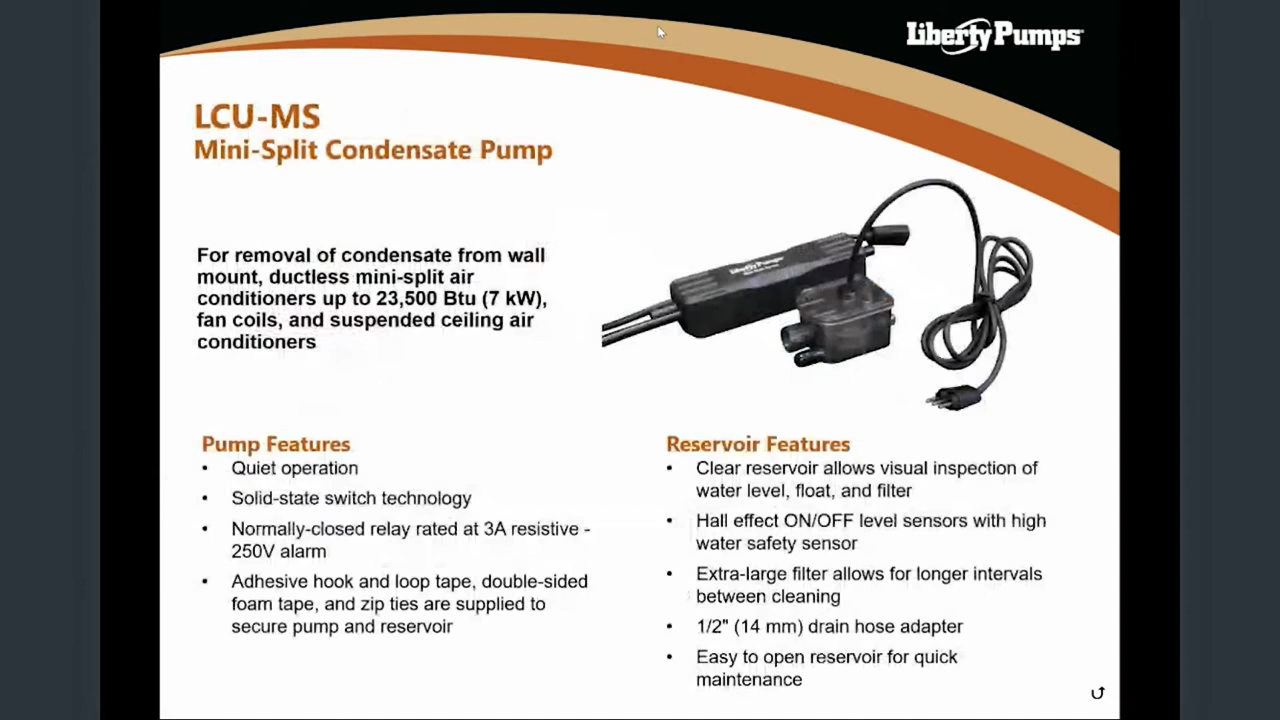 Liberty Pumps
LCU-MS
Mini-Split Condensate Pump
For removal of condensate from wall
mount, ductless mini-split air
conditioners up to 23,500 Btu (7 kW),
fan coils, and suspended ceiling air
conditioners
Liberty Pumps
Pump Features
• Quiet operation
• Solid-state switch technology
• Normally-closed relay rated at 3A resistive -
250V alarm
• Adhesive hook and loop tape, double-sided
foam tape, and zip ties are supplied to
secure pump and reservoir
Reservoir Features
• Clear reservoir allows visual inspection of
water level, float, and filter
• Hall effect ON/OFF level sensors with high
water safety sensor
• Extra-large filter allows for longer intervals
between cleaning
• 1/2" (14 mm) drain hose adapter
• Easy to open reservoir for quick
maintenance